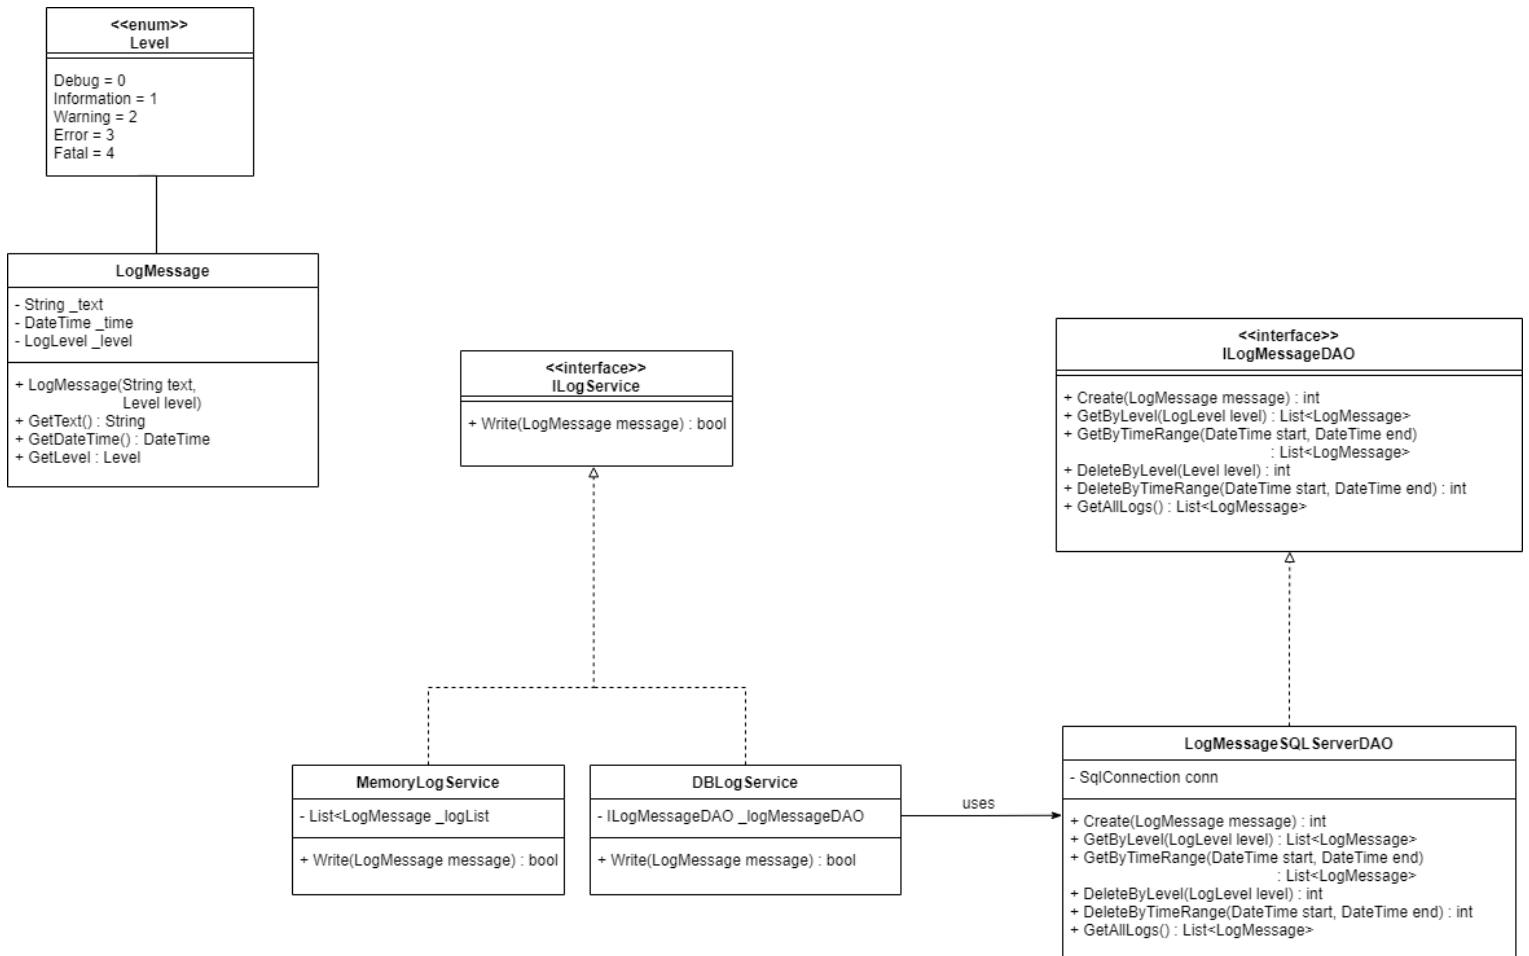 <<enum>>
Level
Debug = 0
Information = 1
Warning = 2
Error = 3
Fatal = 4
LogMessage
- String _text
- DateTime _time
- LogLevel _level
+ LogMessage(String text,
Level level)
+ GetText() : String
+ GetDateTime() : DateTime
+ GetLevel : Level
<<interface>>
ILogService
+ Write(LogMessage message) : bool
<<interface>>
ILogMessageDAO
+ Create(LogMessage message) : int
+ GetByLevel(LogLevel level) : List<LogMessage>
+ GetByTimeRange(DateTime start, DateTime end)
: List<LogMessage>
+ DeleteByLevel(Level level) : int
+ DeleteByTimeRange(DateTime start, DateTime end) : int
+ GetAllLogs() : List<LogMessage>
MemoryLogService
- List<LogMessage _logList
+ Write(LogMessage message) : bool
DBLogService
- ILogMessageDAO _logMessageDAO
+ Write(LogMessage message) : bool
uses
LogMessageSQLServerDAO
- SqlConnection conn
+ Create(LogMessage message) : int
+ GetByLevel(LogLevel level) : List<LogMessage>
+ GetByTimeRange(DateTime start, DateTime end)
: List<LogMessage>
+ DeleteByLevel(LogLevel level) : int
+ DeleteByTimeRange(DateTime start, DateTime end) : int
+ GetAllLogs() : List<LogMessage>